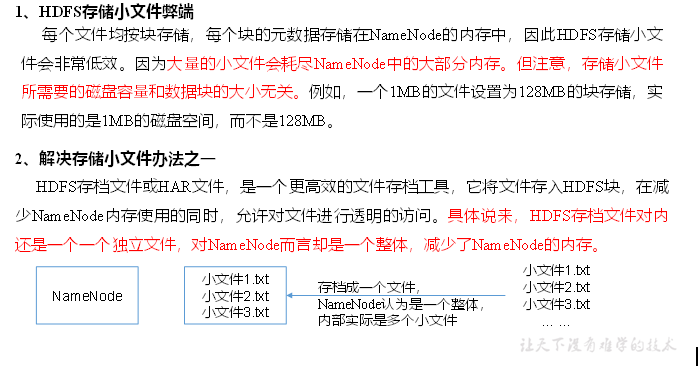 1、HDFS存储小文件弊端
每个文件均按块存储，每个块的元数据存储在NameNode的内存中，因此HDFS存储小文
件会非常低效。因为大量的小文件会耗尽NameNode中的大部分内存。但注意，存储小文件
所需要的磁盘容量和数据块的大小无关。例如，一个1MB的文件设置为128MB的块存储，实
际使用的是1MB的磁盘空间，而不是128MB。
2、解决存储小文件办法之一
HDFS存档文件或HAR文件，是一个更高效的文件存档工具，它将文件存入HDFS块，在减
少NameNode内存使用的同时，允许对文件进行透明的访问。具体说来，HDFS存档文件对内
还是一个一个独立文件，对NameNode而言却是一个整体，减少了NameNode的内存。
NameNode
小文件1.txt
小文件2.txt
小文件3.txt
存档成一个文件，
NameNode认为是一个整体，
内部实际是多个小文件
小文件1.txt
小文件2.txt
小文件3.txt
... ...
让天下没有难学的技术